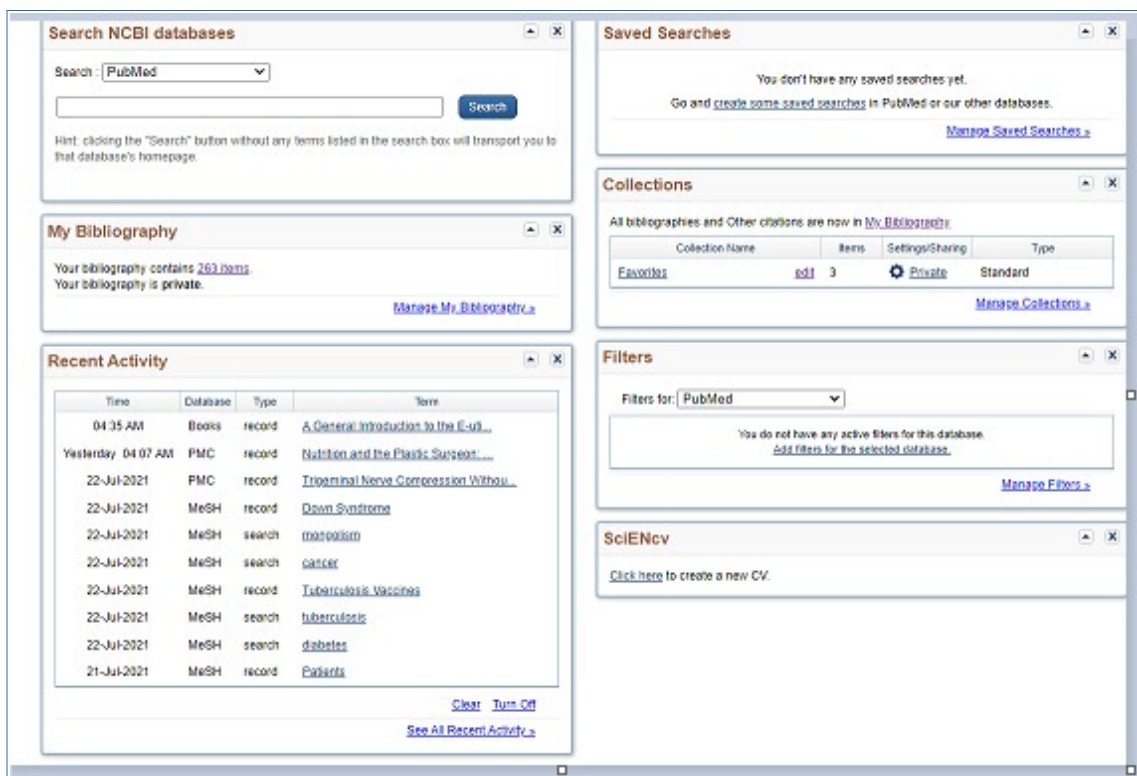 Search NCBI databases
Search : PubMed
Search
Hint: clicking the "Search" button without any terms listed in the search box will transport you to
that database's homepage.
My Bibliography
Your bibliography contains 263 items.
Your bibliography is private.
Manage My Bibliography »
Recent Activity
Time Database Type Term
04:35 AM Books record A General Introduction to the E-uti...
Yesterday 04:07 AM PMC record Nutrition and the Plastic Surgeon: ...
22-Jul-2021 PMC record Trigeminal Nerve Compression Withou...
22-Jul-2021 MeSH record Down Syndrome
22-Jul-2021 MeSH search mongolism
22-Jul-2021 MeSH search cancer
22-Jul-2021 MeSH record Tuberculosis Vaccines
22-Jul-2021 MeSH search tuberculosis
22-Jul-2021 MeSH search diabetes
21-Jul-2021 MeSH record Patients
Clear Turn Off
See All Recent Activity »
Saved Searches
You don't have any saved searches yet.
Go and create some saved searches in PubMed or our other databases.
Manage Saved Searches »
Collections
All bibliographies and Other citations are now in My Bibliography
Collection Name Items Settings/Sharing Type
Favorites edit 3 Private Standard
Manage Collections »
Filters
Filters for: PubMed
You do not have any active filters for this database.
Add filters for the selected database.
Manage Filters »
SciENcv
Click here to create a new CV.